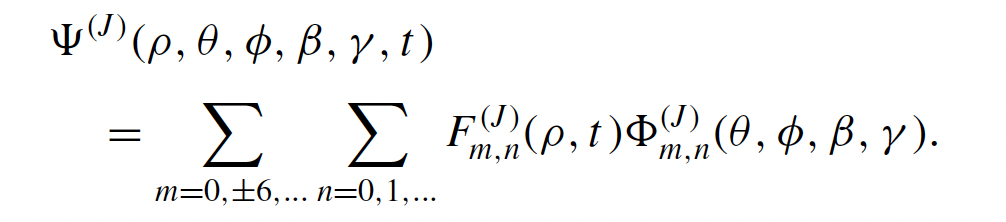 Ψ^{(J)}(ρ, θ, ϕ, β, γ, t)
= ∑_{m=0,±6,...} ∑_{n=0,1,...} F^{(J)}_{m,n}(ρ, t)Φ^{(J)}_{m,n}(θ, ϕ, β, γ).